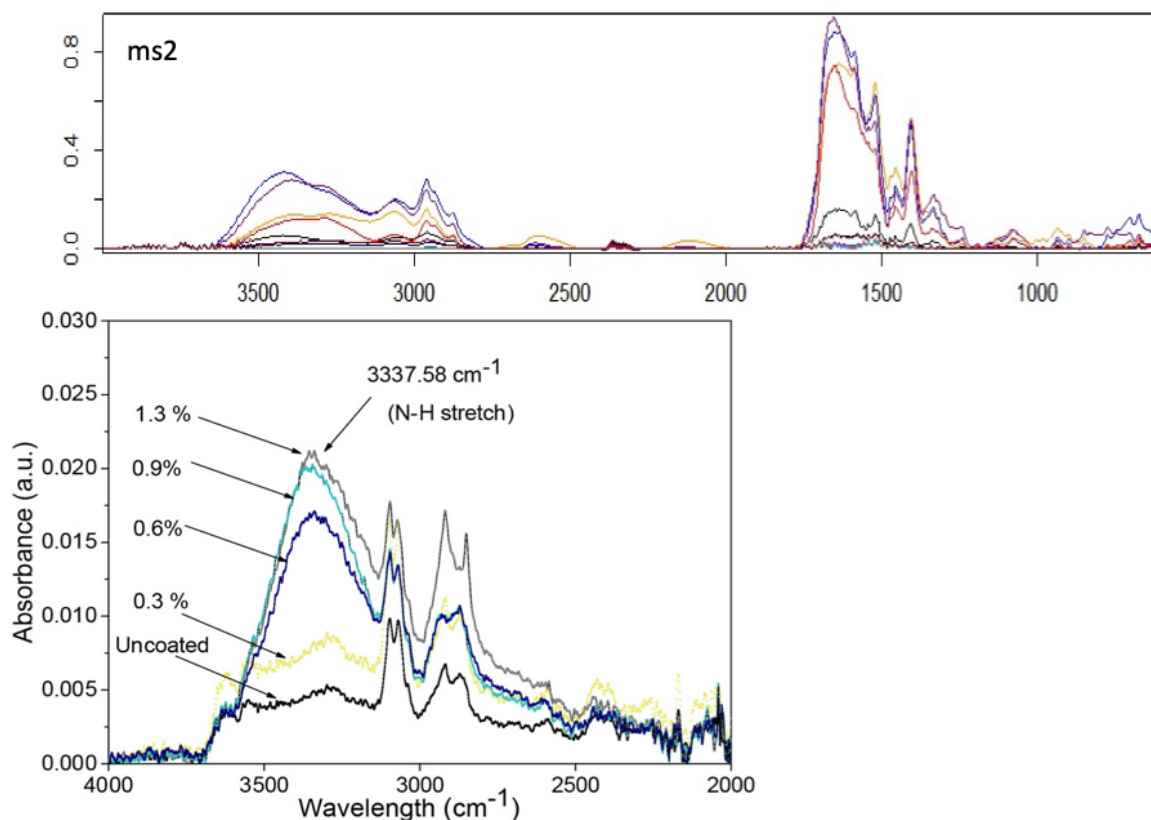 ms2
0.8
0.4
0.0
3500 3000 2500 2000 1500 1000
0.030
0.025
0.020
0.015
0.010
0.005
0.000
Absorbance (a.u.)
3337.58 cm-1
(N-H stretch)
1.3 %
0.9%
0.6%
0.3 %
Uncoated
4000 3500 3000 2500 2000
Wavelength (cm-1)